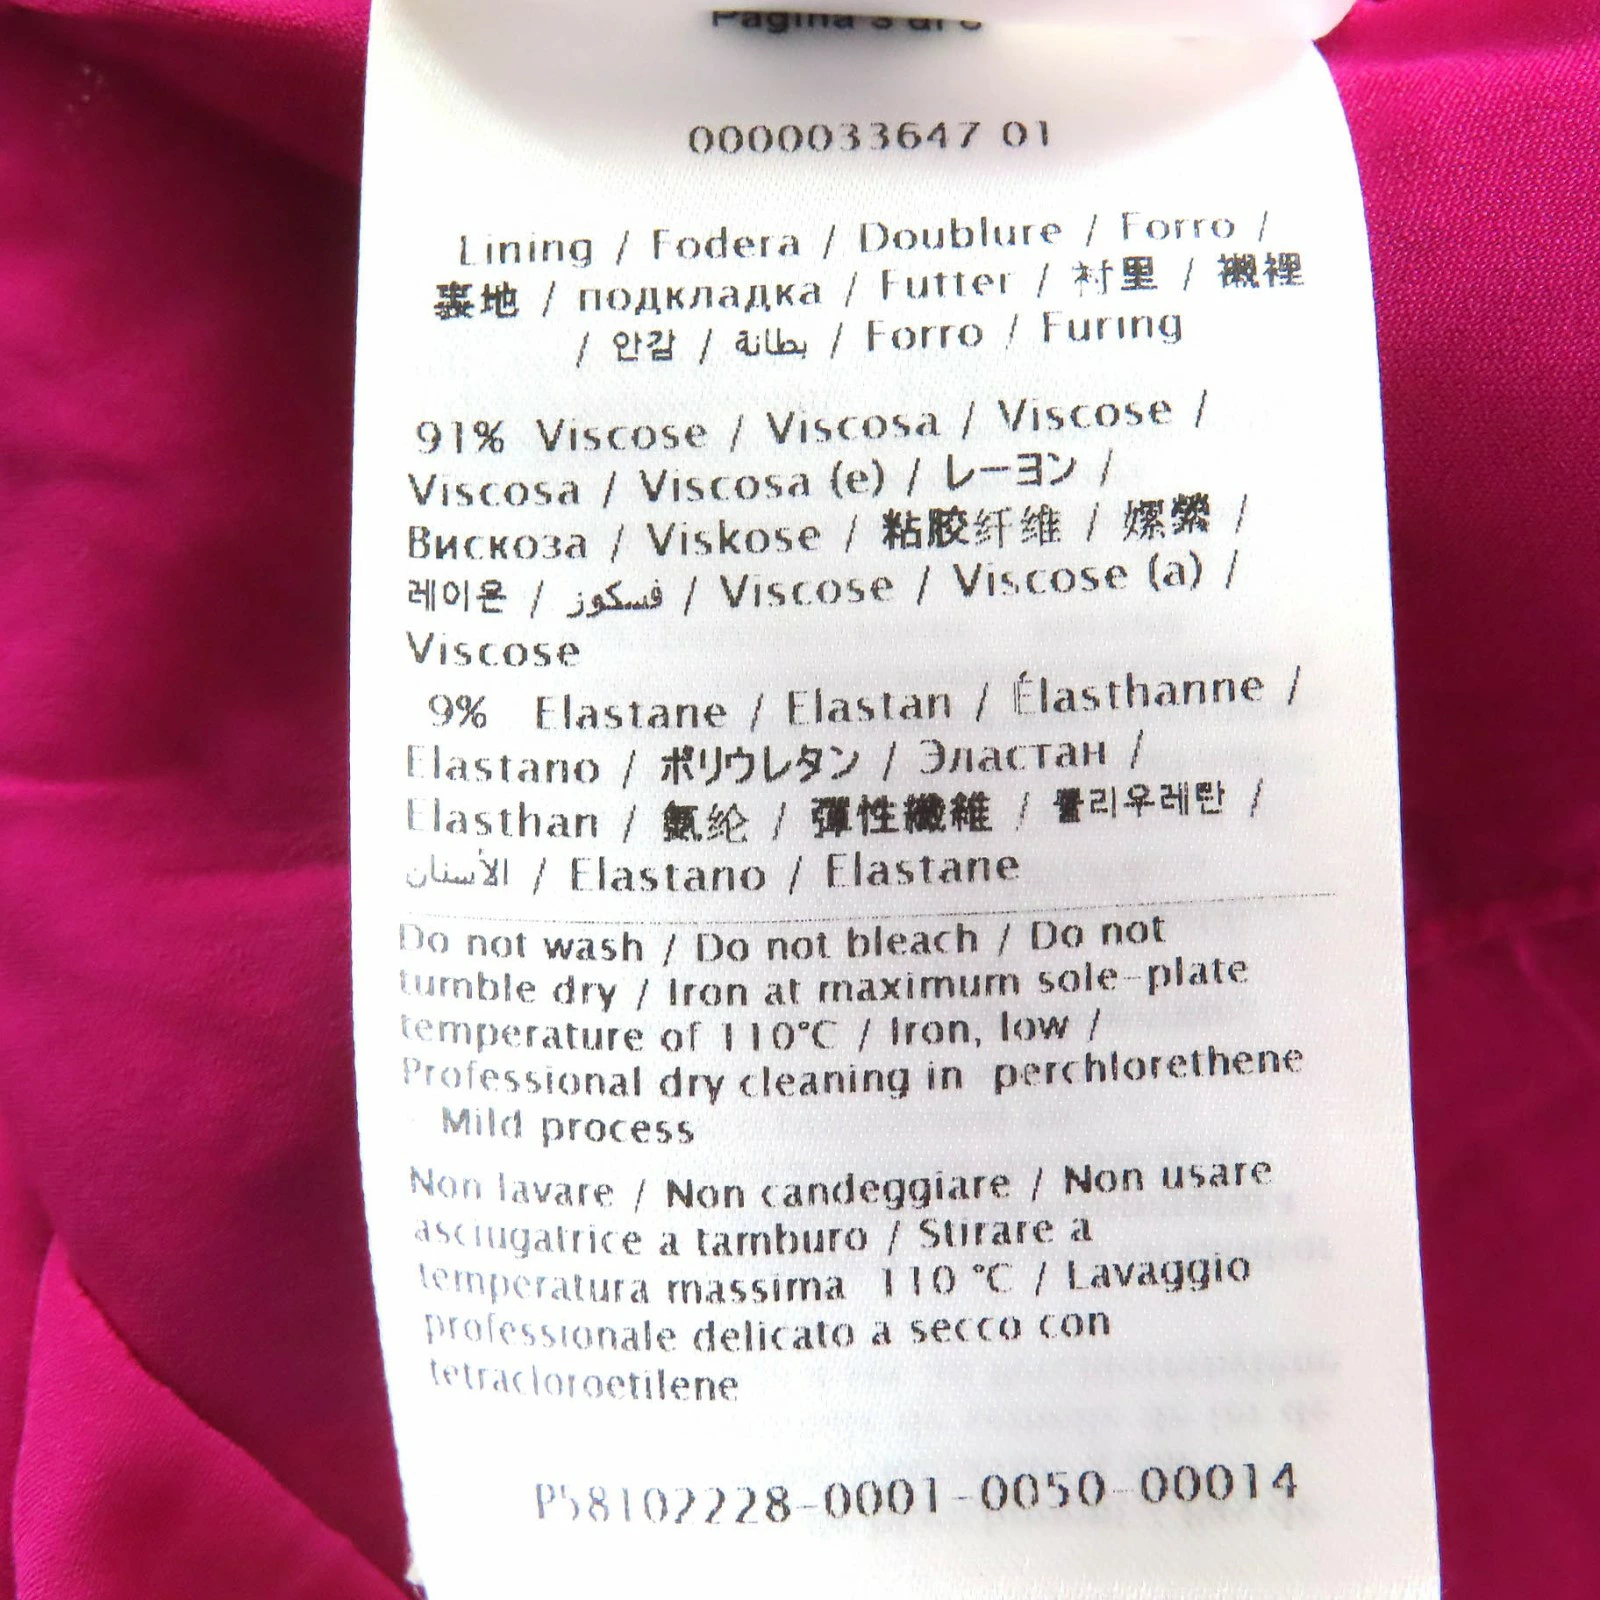 Pagina 3 di
0000033647 01
Lining / Fodera / Doublure / Forro /
裏地 / подкладка / Futter / 衬里 / 襯裡
/ 안감 / بطانة / Forro / Furing
91% Viscose / Viscosa / Viscose /
Viscosa / Viscosa (e) / レーヨン /
Вискоза / Viskose / 粘胶纤维 / 嫘縈 /
레이온 / فسكوز / Viscose / Viscose (a) /
Viscose
9% Elastane / Elastan / Élasthanne /
Elastano / ポリウレタン / Эластан /
Elasthan / 氨纶 / 彈性纖維 / 폴리우레탄 /
الأستان / Elastano / Elastane
Do not wash / Do not bleach / Do not
tumble dry / Iron at maximum sole-plate
temperature of 110°C / Iron, low /
Professional dry cleaning in perchlorethene
Mild process
Non lavare / Non candeggiare / Non usare
asciugatrice a tamburo / Stirare a
temperatura massima 110 °C / Lavaggio
professionale delicato a secco con
tetracloroetilene
P58102228-0001-0050-00014